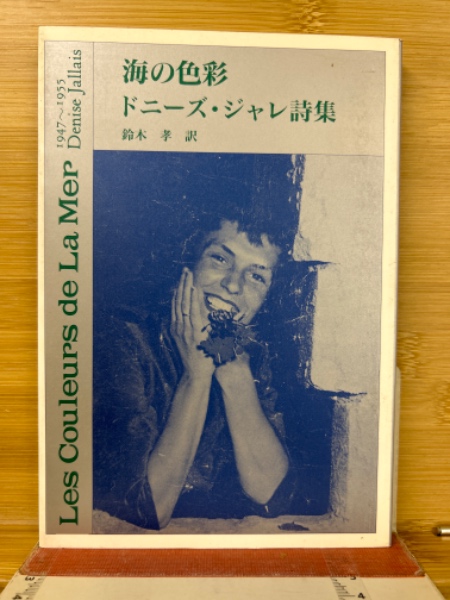 海の色彩
ドニーズ・ジャレ詩集
鈴木 孝 訳
1947〜1955
Denise Jallais
Les Couleurs de La Mer